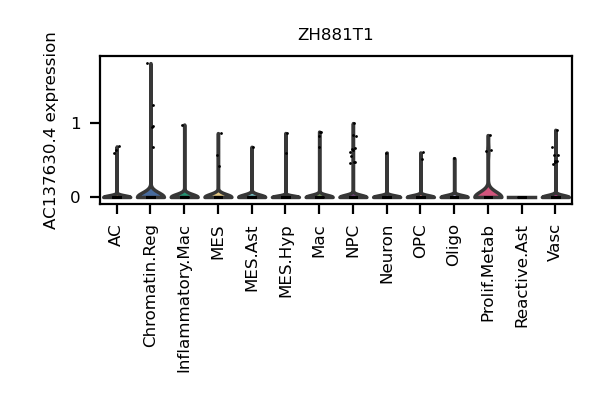 ZH881T1
AC137630.4 expression
1
0
AC
Chromatin.Reg
Inflammatory.Mac
MES
MES.Ast
MES.Hyp
Mac
NPC
Neuron
OPC
Oligo
Prolif.Metab
Reactive.Ast
Vasc